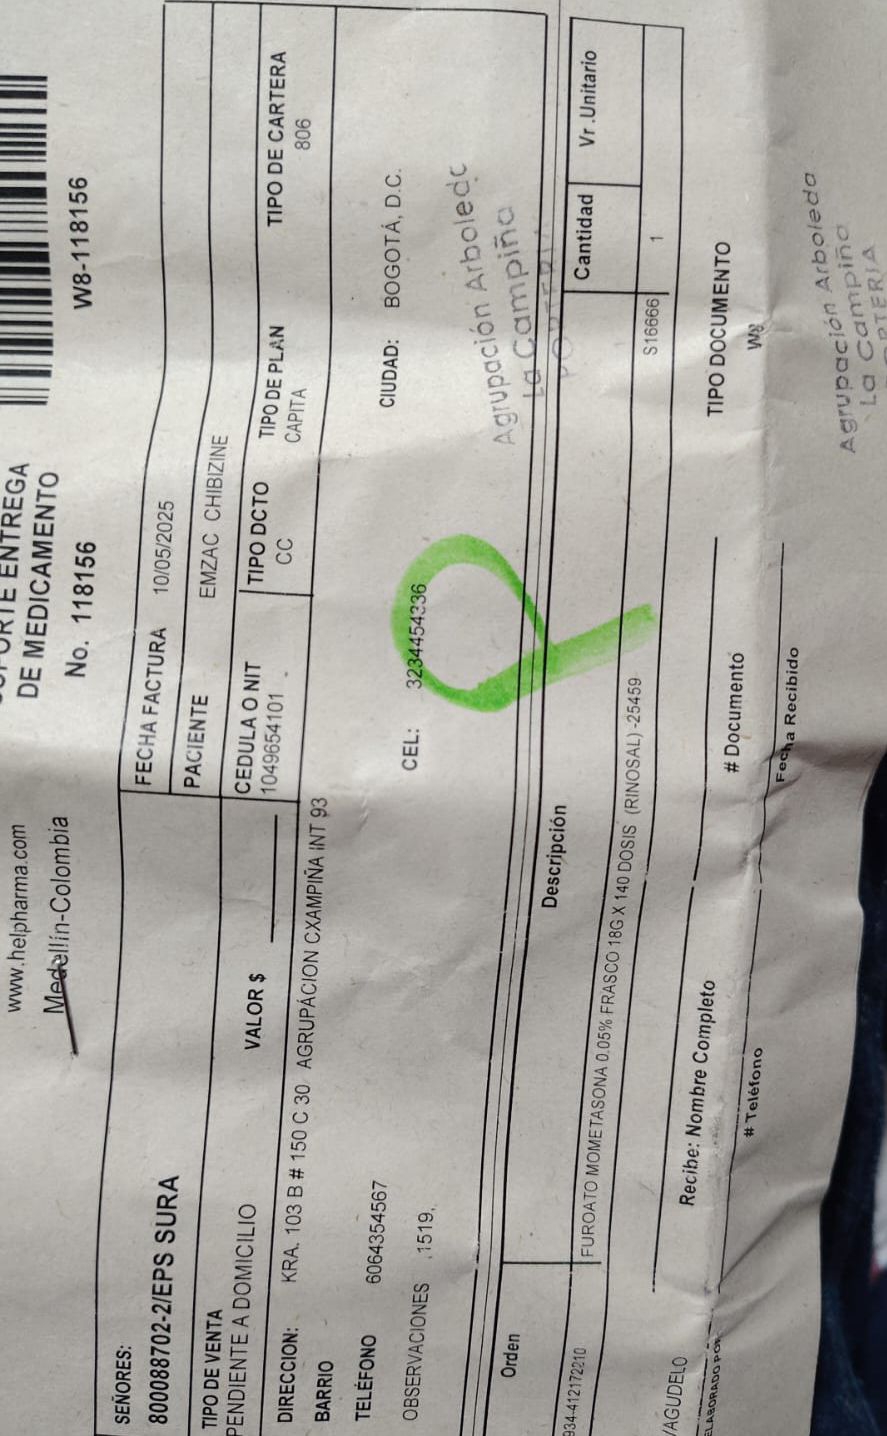 www.helpharma.com
Medellín-Colombia
ENTREGA
DE MEDICAMENTO
No. 118156
W8-118156
SEÑORES:
800088702-2/EPS SURA
FECHA FACTURA 10/05/2025
PACIENTE EMZAC CHIBIZINE
TIPO DE VENTA
PENDIENTE A DOMICILIO
VALOR $
CEDULA O NIT
1049654101
TIPO DCTO
CC
TIPO DE PLAN
CAPITA
TIPO DE CARTERA
806
DIRECCION: KRA. 103 B # 150 C 30 AGRUPÁCION CXAMPIÑA INT 93
BARRIO
TELÉFONO 6064354567
CEL: 3234454336
CIUDAD: BOGOTÁ, D.C.
OBSERVACIONES ,1519,.
Agrupación Arboledo
La Campiña
Orden Descripción Cantidad Vr .Unitario
934-412172210 FUROATO MOMETASONA 0.05% FRASCO 18G X 140 DOSIS (RINOSAL) -25459 S16666 1
/AGUDELO
ELABORADO POR
Recibe: Nombre Completo
# Documento
TIPO DOCUMENTO
W8
# Teléfono
Fecha Recibido
Agrupación Arboleda
La Campiña